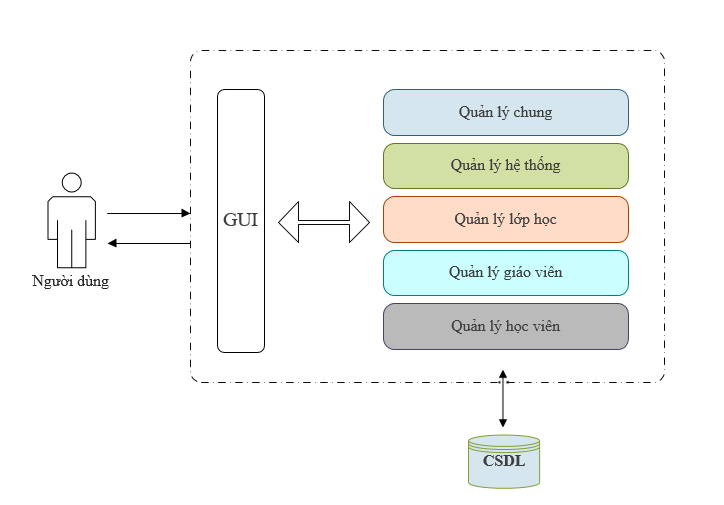 Quản lý chung
Quản lý hệ thống
GUI
Quản lý lớp học
Quản lý giáo viên
Người dùng
Quản lý học viên
CSDL